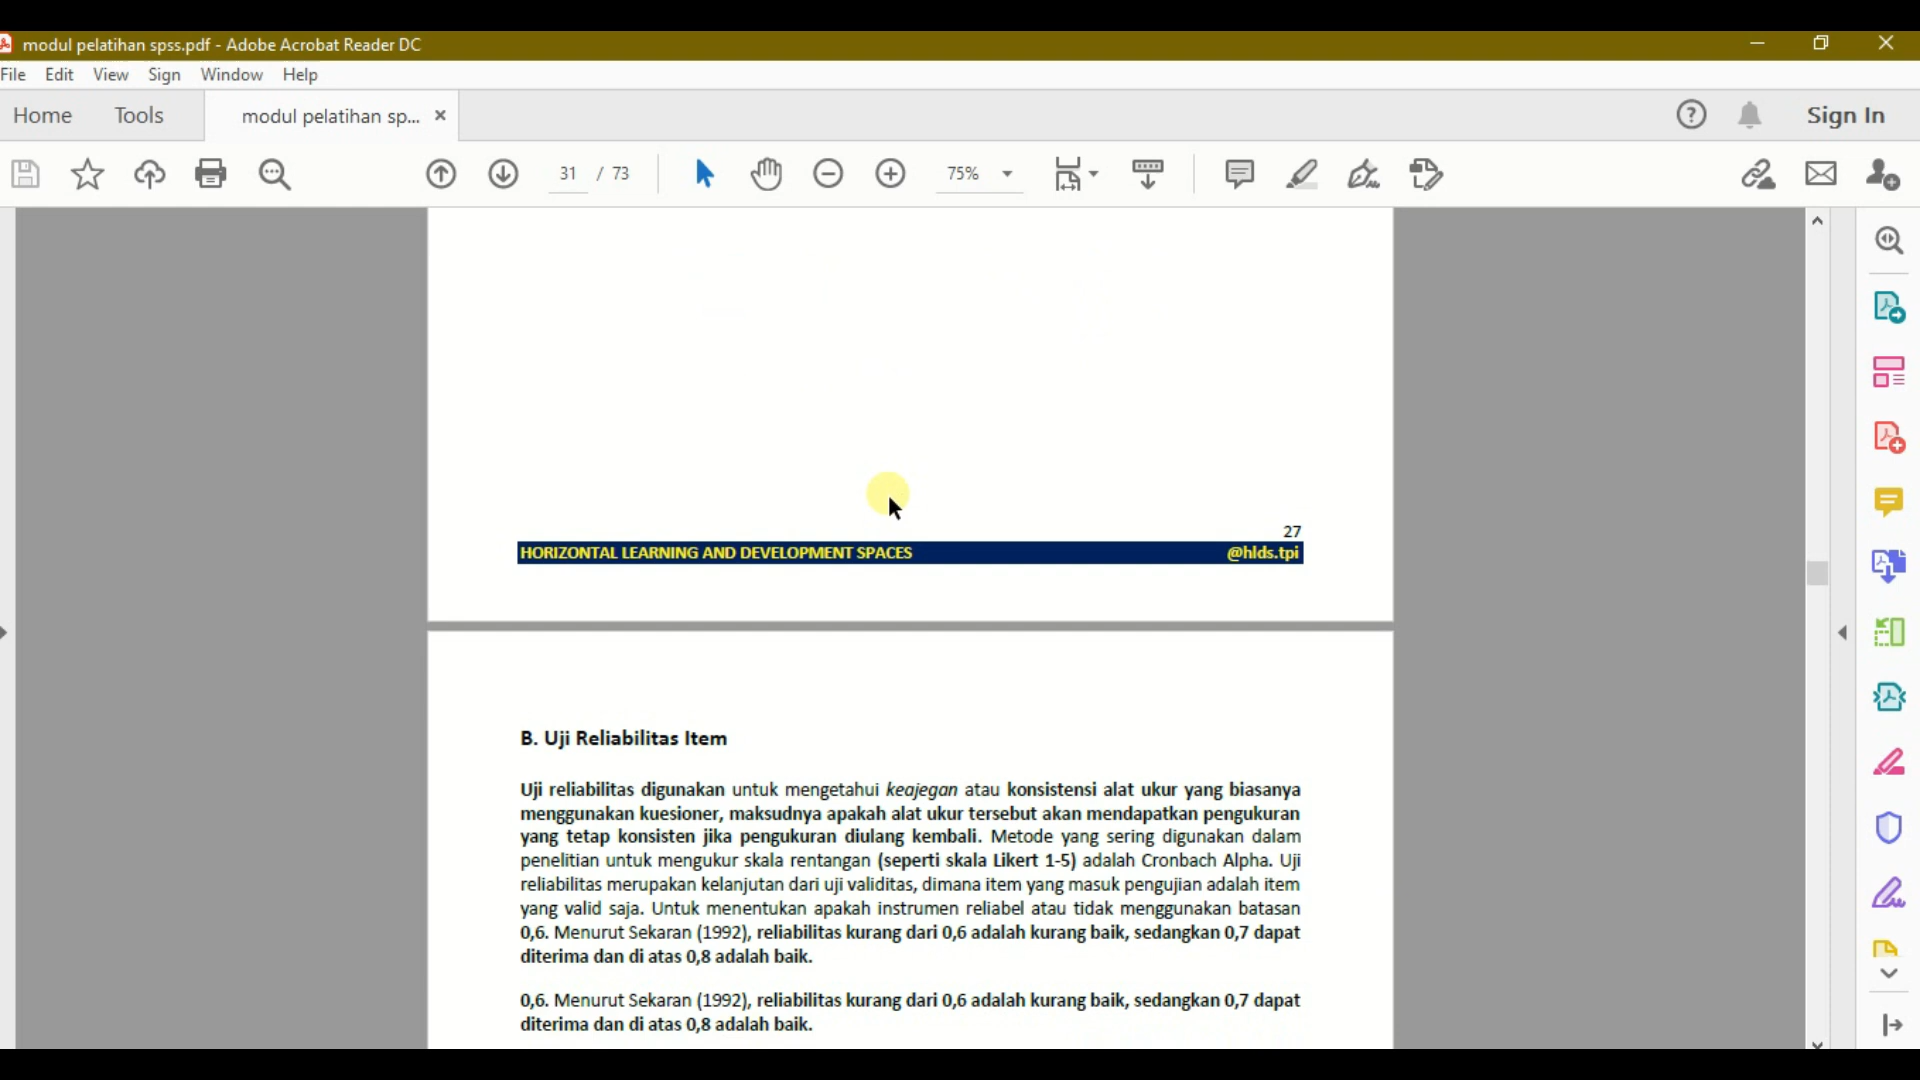 modul pelatihan spss.pdf - Adobe Acrobat Reader DC
File Edit View Sign Window Help
Home Tools modul pelatihan sp... Sign In
31 / 73 75%
27
HORIZONTAL LEARNING AND DEVELOPMENT SPACES @hlds.tpi
B. Uji Reliabilitas Item
Uji reliabilitas digunakan untuk mengetahui keajegan atau konsistensi alat ukur yang biasanya
menggunakan kuesioner, maksudnya apakah alat ukur tersebut akan mendapatkan pengukuran
yang tetap konsisten jika pengukuran diulang kembali. Metode yang sering digunakan dalam
penelitian untuk mengukur skala rentangan (seperti skala Likert 1-5) adalah Cronbach Alpha. Uji
reliabilitas merupakan kelanjutan dari uji validitas, dimana item yang masuk pengujian adalah item
yang valid saja. Untuk menentukan apakah instrumen reliabel atau tidak menggunakan batasan
0,6. Menurut Sekaran (1992), reliabilitas kurang dari 0,6 adalah kurang baik, sedangkan 0,7 dapat
diterima dan di atas 0,8 adalah baik.
0,6. Menurut Sekaran (1992), reliabilitas kurang dari 0,6 adalah kurang baik, sedangkan 0,7 dapat
diterima dan di atas 0,8 adalah baik.